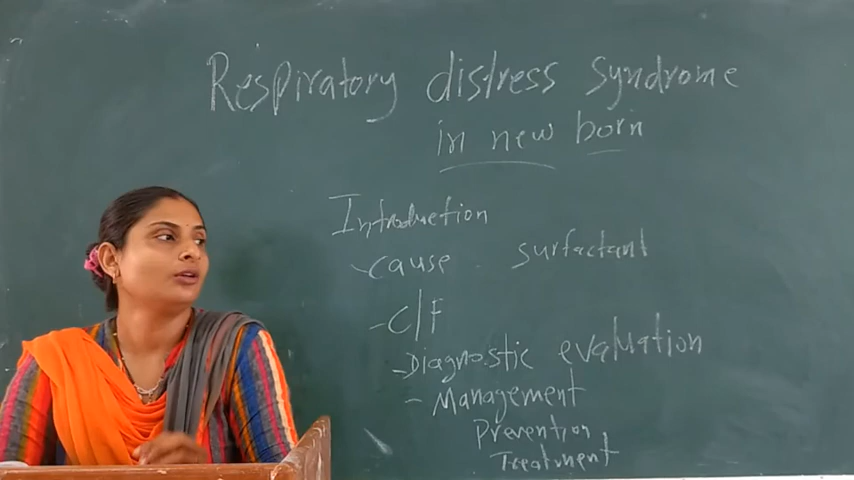 Respiratory distress syndrome
in new born
Introduction
cause surfactant
- C/F
- Diagnostic evaluation
- Management
Prevention
Treatment